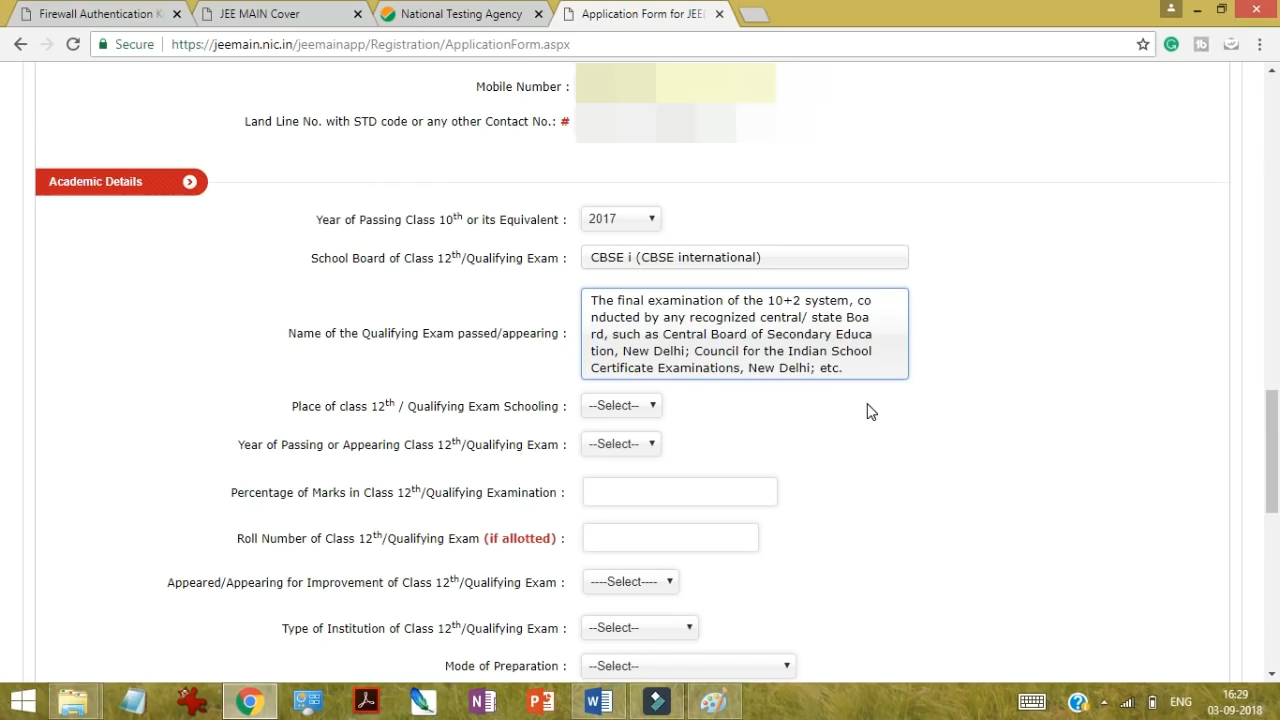 Firewall Authentication K
JEE MAIN Cover
National Testing Agency
Application Form for JEE
Secure
https://jeemain.nic.in/jeemainapp/Registration/ApplicationForm.aspx
Mobile Number :
Land Line No. with STD code or any other Contact No.: #
Academic Details
Year of Passing Class 10th or its Equivalent :
2017
School Board of Class 12th/Qualifying Exam :
CBSE i (CBSE international)
Name of the Qualifying Exam passed/appearing :
The final examination of the 10+2 system, co
nducted by any recognized central/ state Boa
rd, such as Central Board of Secondary Educa
tion, New Delhi; Council for the Indian School
Certificate Examinations, New Delhi; etc.
Place of class 12th / Qualifying Exam Schooling :
--Select--
Year of Passing or Appearing Class 12th/Qualifying Exam :
--Select--
Percentage of Marks in Class 12th/Qualifying Examination :
Roll Number of Class 12th/Qualifying Exam (if allotted) :
Appeared/Appearing for Improvement of Class 12th/Qualifying Exam :
----Select----
Type of Institution of Class 12th/Qualifying Exam :
--Select--
Mode of Preparation :
--Select--
ENG
16:29
03-09-2018